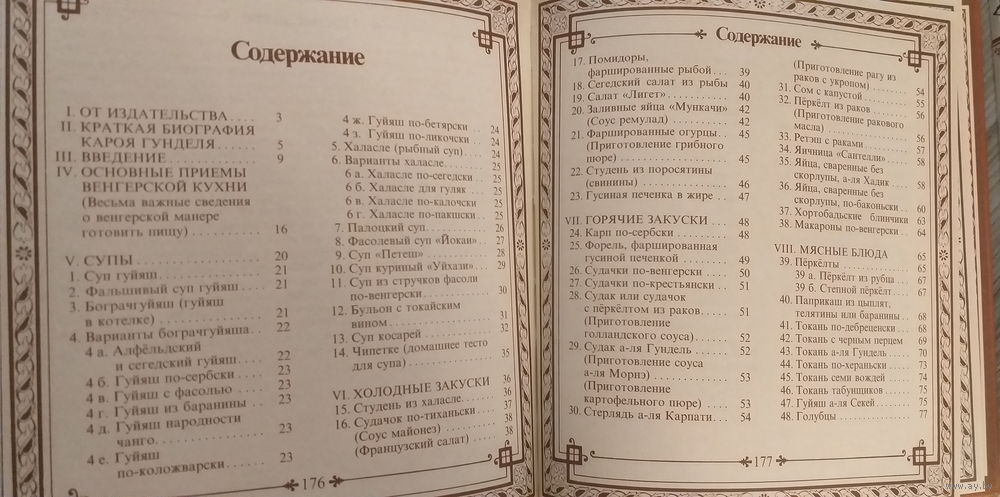 Содержание
I. ОТ ИЗДАТЕЛЬСТВА.... 3
II. КРАТКАЯ БИОГРАФИЯ
КАРОЯ ГУНДЕЛЯ........ 5
III. ВВЕДЕНИЕ............ 9
IV. ОСНОВНЫЕ ПРИЕМЫ
ВЕНГЕРСКОЙ КУХНИ
(Весьма важные сведения
о венгерской манере
готовить пищу)......... 16
V. СУПЫ................ 20
1. Суп гуйяш............ 21
2. Фальшивый суп гуйяш.... 21
3. Бограчгуйяш (гуйяш
в котелке)............. 21
4. Варианты бограчгуйяша.. 22
4 а. Алфёльдский
и сегедский гуйяш.... 22
4 б. Гуйяш по-сербски.... 23
4 в. Гуйяш с фасолью.... 23
4 г. Гуйяш из баранины .. 23
4 д. Гуйяш народности
чанго............... 23
4 е. Гуйяш
по-коложварски...... 23
4 ж. Гуйяш по-бетярски .. 24
4 з. Гуйяш по-ликочски .. 24
5. Халасле (рыбный суп).... 24
6. Варианты халасле....... 25
6 а. Халасле по-сегедски . 25
6 б. Халасле для гуляк .. 25
6 в. Халасле по-калочски . 25
6 г. Халасле по-пакшски . 25
7. Палоцкий суп........... 26
8. Фасолевый суп «Йокаи».. 27
9. Суп «Петеш»........... 28
10. Суп куриный «Уйхази».. 29
11. Суп из стручков фасоли
по-венгерски........... 30
12. Бульон с токайским
вином................. 31
13. Суп косарей............ 32
14. Чипетке (домашнее тесто
для супа).............. 35
VI. ХОЛОДНЫЕ ЗАКУСКИ 36
15. Студень из халасле...... 36
16. Судачок по-тиханьски... 37
(Соус майонез)......... 38
(Французский салат).... 38
176
Содержание
17. Помидоры,
фаршированные рыбой... 39
18. Сегедский салат из рыбы 40
19. Салат «Лигет».......... 40
20. Заливные яйца «Мункачи» 42
(Соус ремулад)......... 42
21. Фаршированные огурцы.. 45
(Приготовление грибного
пюре)................. 45
22. Студень из поросятины
(свинины)............. 46
23. Гусиная печенка в жире . 47
VII. ГОРЯЧИЕ ЗАКУСКИ... 48
24. Карп по-сербски........ 48
25. Форель, фаршированная
гусиной печенкой....... 49
26. Судачки по-венгерски... 50
27. Судачки по-крестьянски.. 51
28. Судак или судачок
с пёркёлтом из раков.... 51
(Приготовление
голландского соуса)..... 52
29. Судак а-ля Гундель..... 52
(Приготовление соуса
а-ля Морнэ)........... 53
(Приготовление
картофельного пюре).... 53
30. Стерлядь а-ля Карпати.. 54
(Приготовление рагу из
раков с укропом)....... 54
31. Сом с капустой......... 55
32. Пёркёлт из раков....... 56
(Приготовление ракового
масла)................ 56
33. Ретэш с раками......... 57
34. Яичница «Сантелли».... 58
35. Яйца, сваренные без
скорлупы, а-ля Хадик... 58
36. Яйца, сваренные без
скорлупы, по-баконьски.. 60
37. Хортобадьские блинчики 63
38. Макароны по-венгерски.. 64
VIII. МЯСНЫЕ БЛЮДА 65
39. Пёркёлты............. 65
39 а. Пёркёлт из рубца .. 67
39 б. Степной пёркёлт.... 67
40. Паприкаш из цыплят,
телятины или баранины .. 68
41. Токань по-дебреценски.. 68
42. Токань с черным перцем 69
43. Токань а-ля Гундель.... 70
44. Токань по-хераньски.... 73
45. Токань семи вождей.... 74
46. Токань табунщиков...... 75
47. Гуйяш а-ля Секей....... 75
48. Голубцы.............. 77
177
www.ay.by